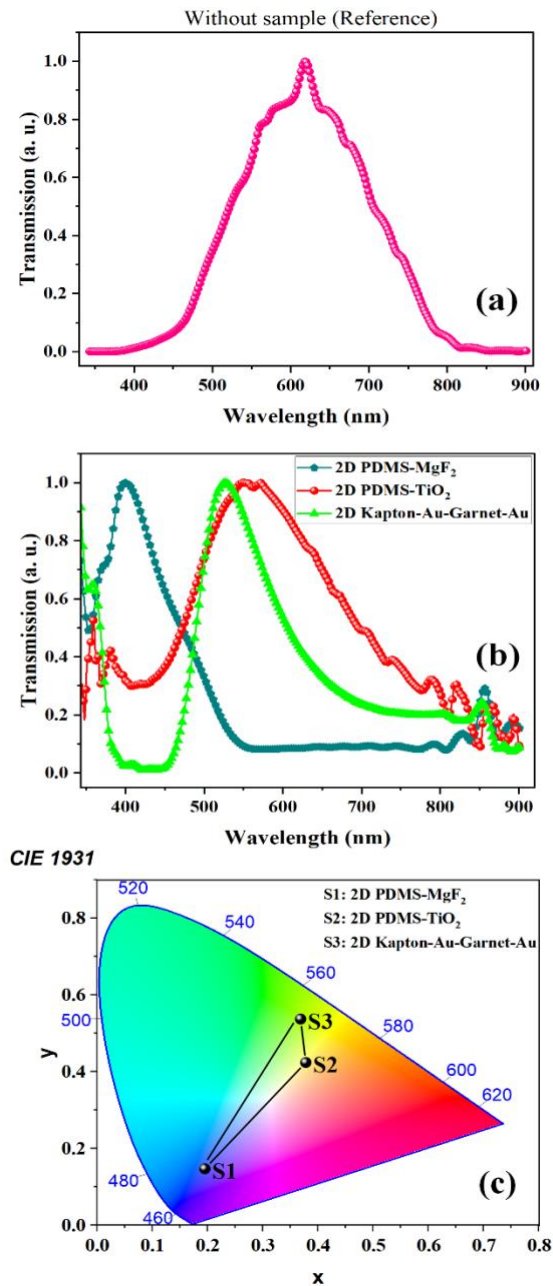 Without sample (Reference)
1.0
0.8
0.6
0.4
0.2
0.0
Transmission (a. u.)
(a)
400 500 600 700 800 900
Wavelength (nm)
2D PDMS-MgF₂
2D PDMS-TiO₂
2D Kapton-Au-Garnet-Au
1.0
0.8
0.6
0.4
0.2
0.0
Transmission (a. u.)
(b)
400 500 600 700 800 900
Wavelength (nm)
CIE 1931
S1: 2D PDMS-MgF₂
S2: 2D PDMS-TiO₂
S3: 2D Kapton-Au-Garnet-Au
0.8
0.6
0.4
0.2
0.0
y
520
540
560
500
580
600
620
480
460
S3
S2
S1
(c)
0.0 0.1 0.2 0.3 0.4 0.5 0.6 0.7 0.8
x